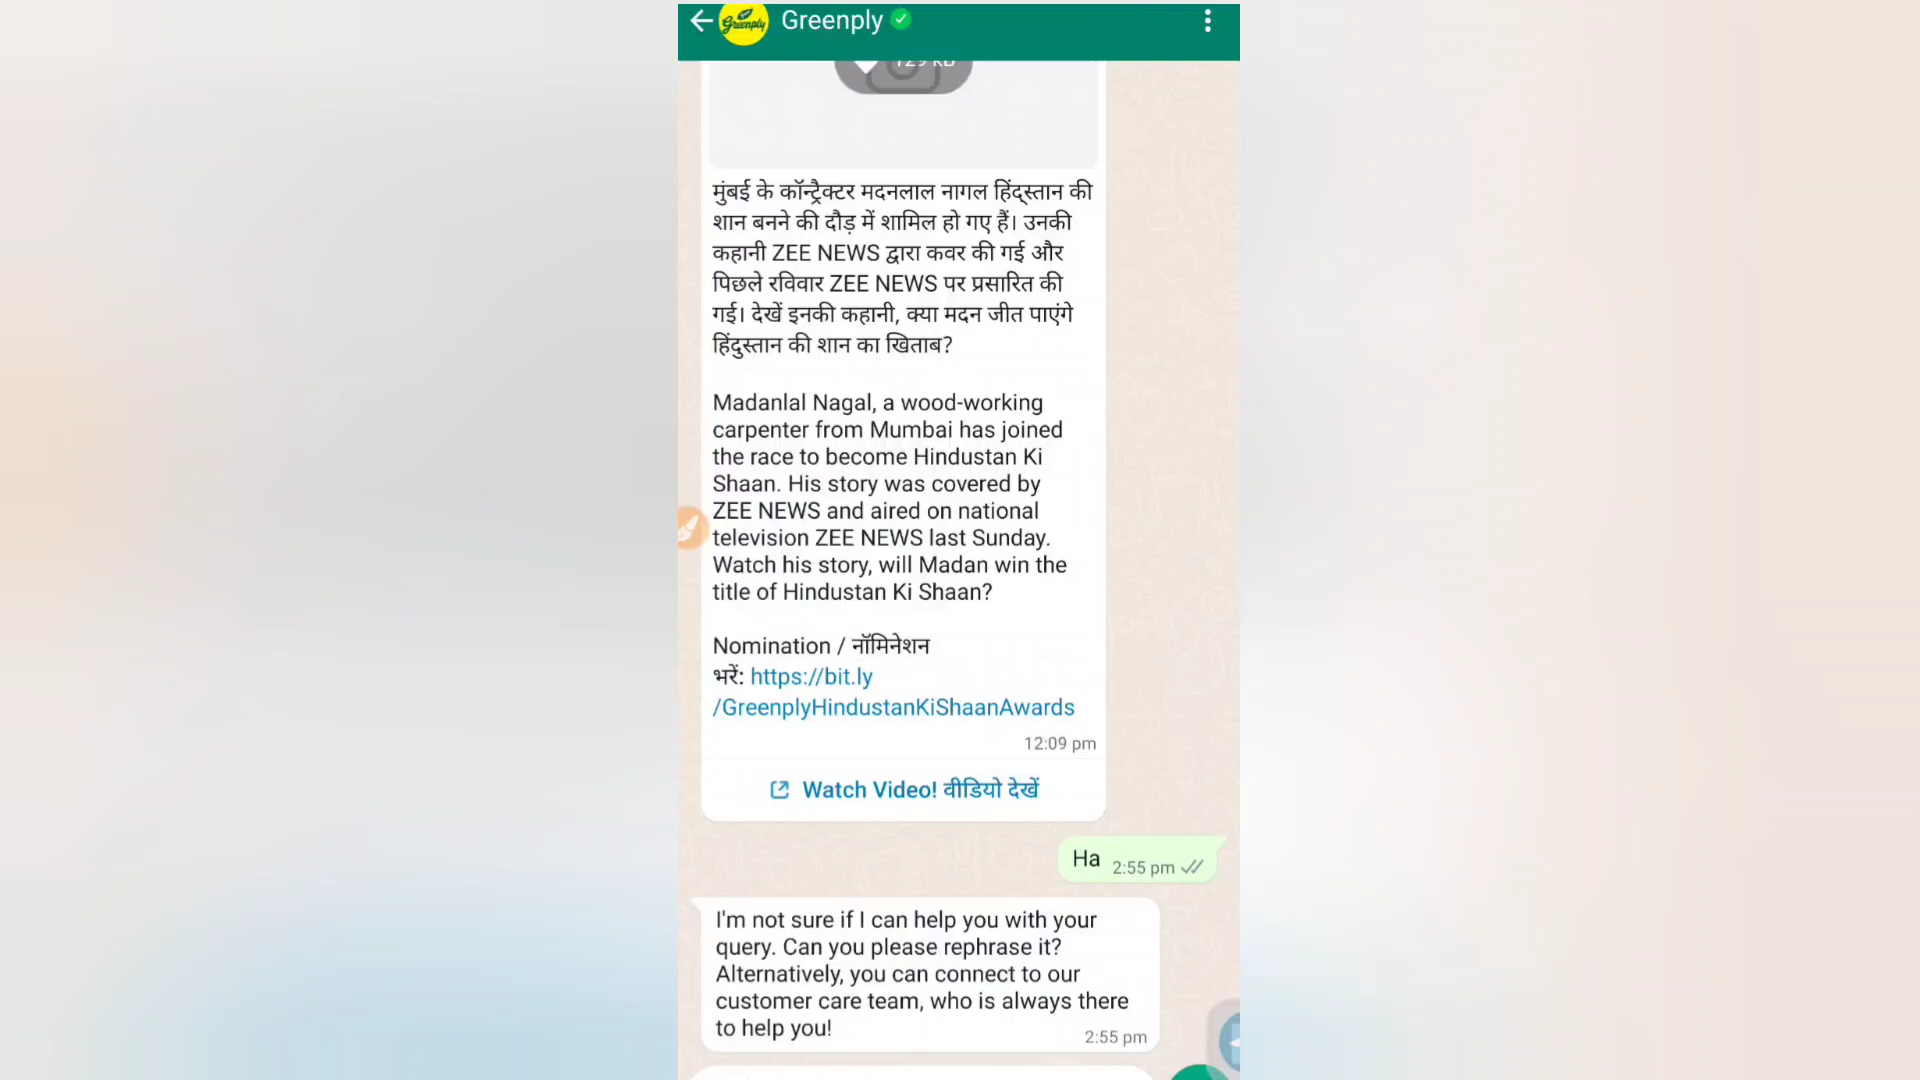 Greenply
Greenply
129 kB
मुंबई के कॉन्ट्रैक्टर मदनलाल नागल हिंद्स्तान की
शान बनने की दौड़ में शामिल हो गए हैं। उनकी
कहानी ZEE NEWS द्वारा कवर की गई और
पिछले रविवार ZEE NEWS पर प्रसारित की
गई। देखें इनकी कहानी, क्या मदन जीत पाएंगे
हिंदुस्तान की शान का खिताब?
Madanlal Nagal, a wood-working
carpenter from Mumbai has joined
the race to become Hindustan Ki
Shaan. His story was covered by
ZEE NEWS and aired on national
television ZEE NEWS last Sunday.
Watch his story, will Madan win the
title of Hindustan Ki Shaan?
Nomination / नॉमिनेशन
भरें: https://bit.ly
/GreenplyHindustanKiShaanAwards
12:09 pm
Watch Video! वीडियो देखें
Ha 2:55 pm
I'm not sure if I can help you with your
query. Can you please rephrase it?
Alternatively, you can connect to our
customer care team, who is always there
to help you!
2:55 pm